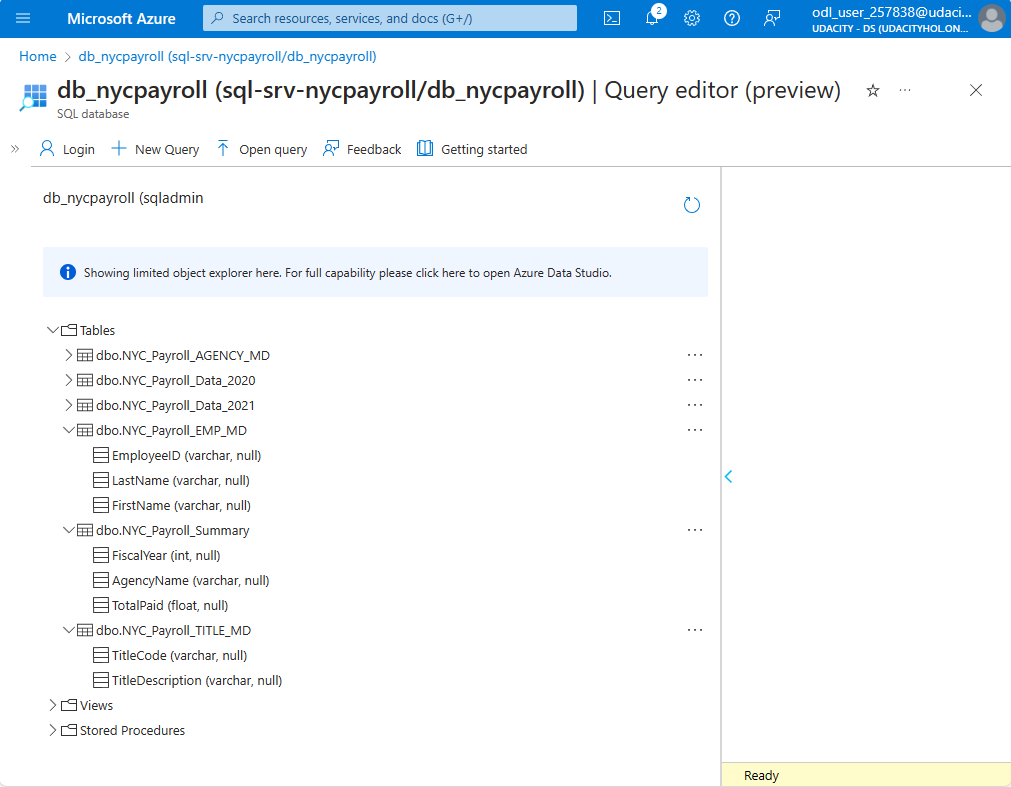 Microsoft Azure
Search resources, services, and docs (G+/)
2
odl_user_257838@udaci...
UDACITY - DS (UDACITYHOL.ON...
Home > db_nycpayroll (sql-srv-nycpayroll/db_nycpayroll)
db_nycpayroll (sql-srv-nycpayroll/db_nycpayroll) | Query editor (preview)
SQL database
Login New Query Open query Feedback Getting started
db_nycpayroll (sqladmin
Showing limited object explorer here. For full capability please click here to open Azure Data Studio.
Tables
dbo.NYC_Payroll_AGENCY_MD
dbo.NYC_Payroll_Data_2020
dbo.NYC_Payroll_Data_2021
dbo.NYC_Payroll_EMP_MD
EmployeeID (varchar, null)
LastName (varchar, null)
FirstName (varchar, null)
dbo.NYC_Payroll_Summary
FiscalYear (int, null)
AgencyName (varchar, null)
TotalPaid (float, null)
dbo.NYC_Payroll_TITLE_MD
TitleCode (varchar, null)
TitleDescription (varchar, null)
Views
Stored Procedures
Ready